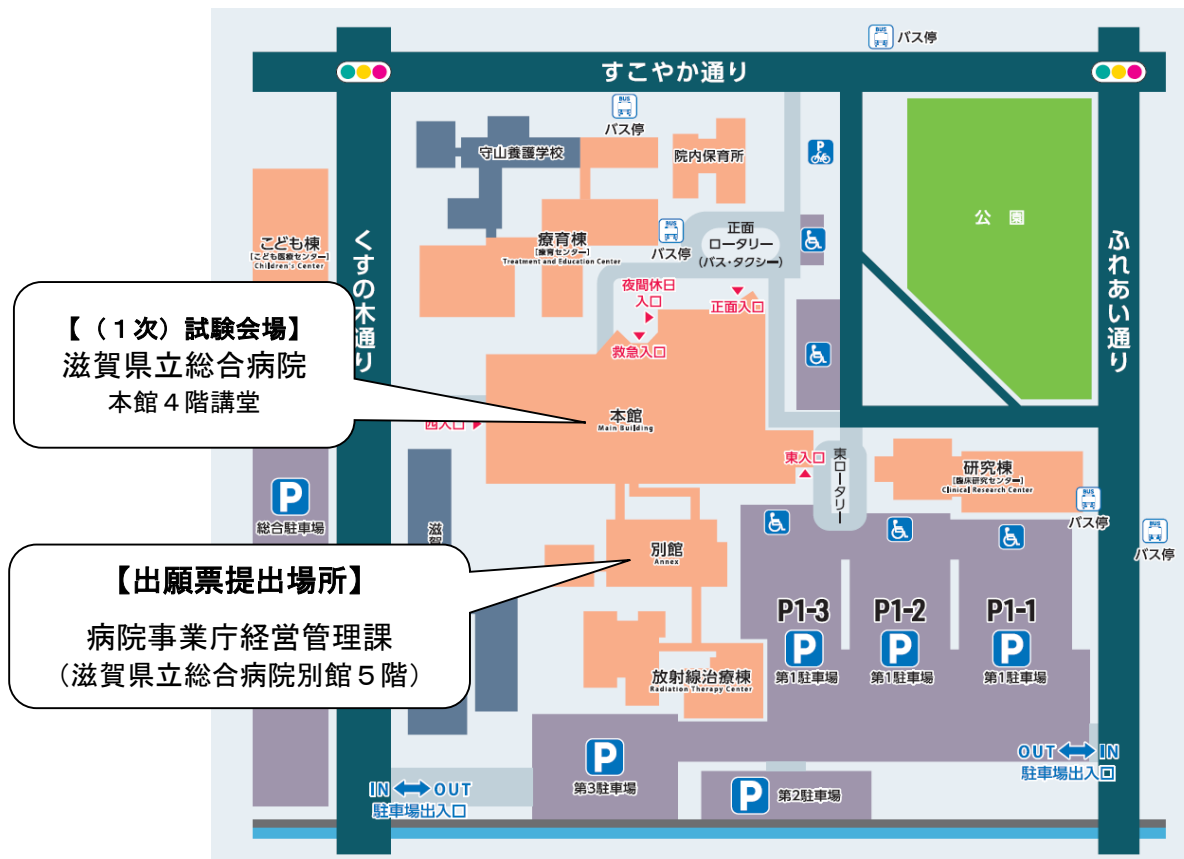 バス停
すこやか通り
バス停
守山養護学校
院内保育所
P
公 園
こども棟
[こども医療センター]
Children's Center
くすの木通り
療育棟
[療育センター]
Treatment and Education Center
バス停
正面
ロータリー
(バス・タクシー)
ふれあい通り
夜間休日
入口
正面入口
救急入口
【（１次）試験会場】
滋賀県立総合病院
本館４階講堂
本館
Main Building
西入口
東入口
東ロータリー
研究棟
[臨床研究センター]
Clinical Research Center
P
総合駐車場
バス停
バス停
滋賀
別館
Annex
【出願票提出場所】
病院事業庁経営管理課
（滋賀県立総合病院別館５階）
P1-3
P
第1駐車場
P1-2
P
第1駐車場
P1-1
P
第1駐車場
放射線治療棟
Radiation Therapy Center
OUT IN
駐車場出入口
P
第3駐車場
P
第2駐車場
IN OUT
駐車場出入口